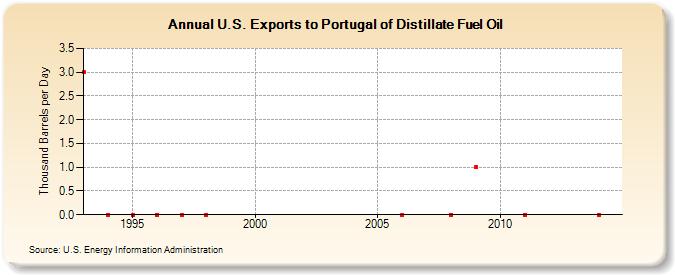 Annual U.S. Exports to Portugal of Distillate Fuel Oil
Thousand Barrels per Day
3.5
3.0
2.5
2.0
1.5
1.0
0.5
0.0
1995 2000 2005 2010
Source: U.S. Energy Information Administration